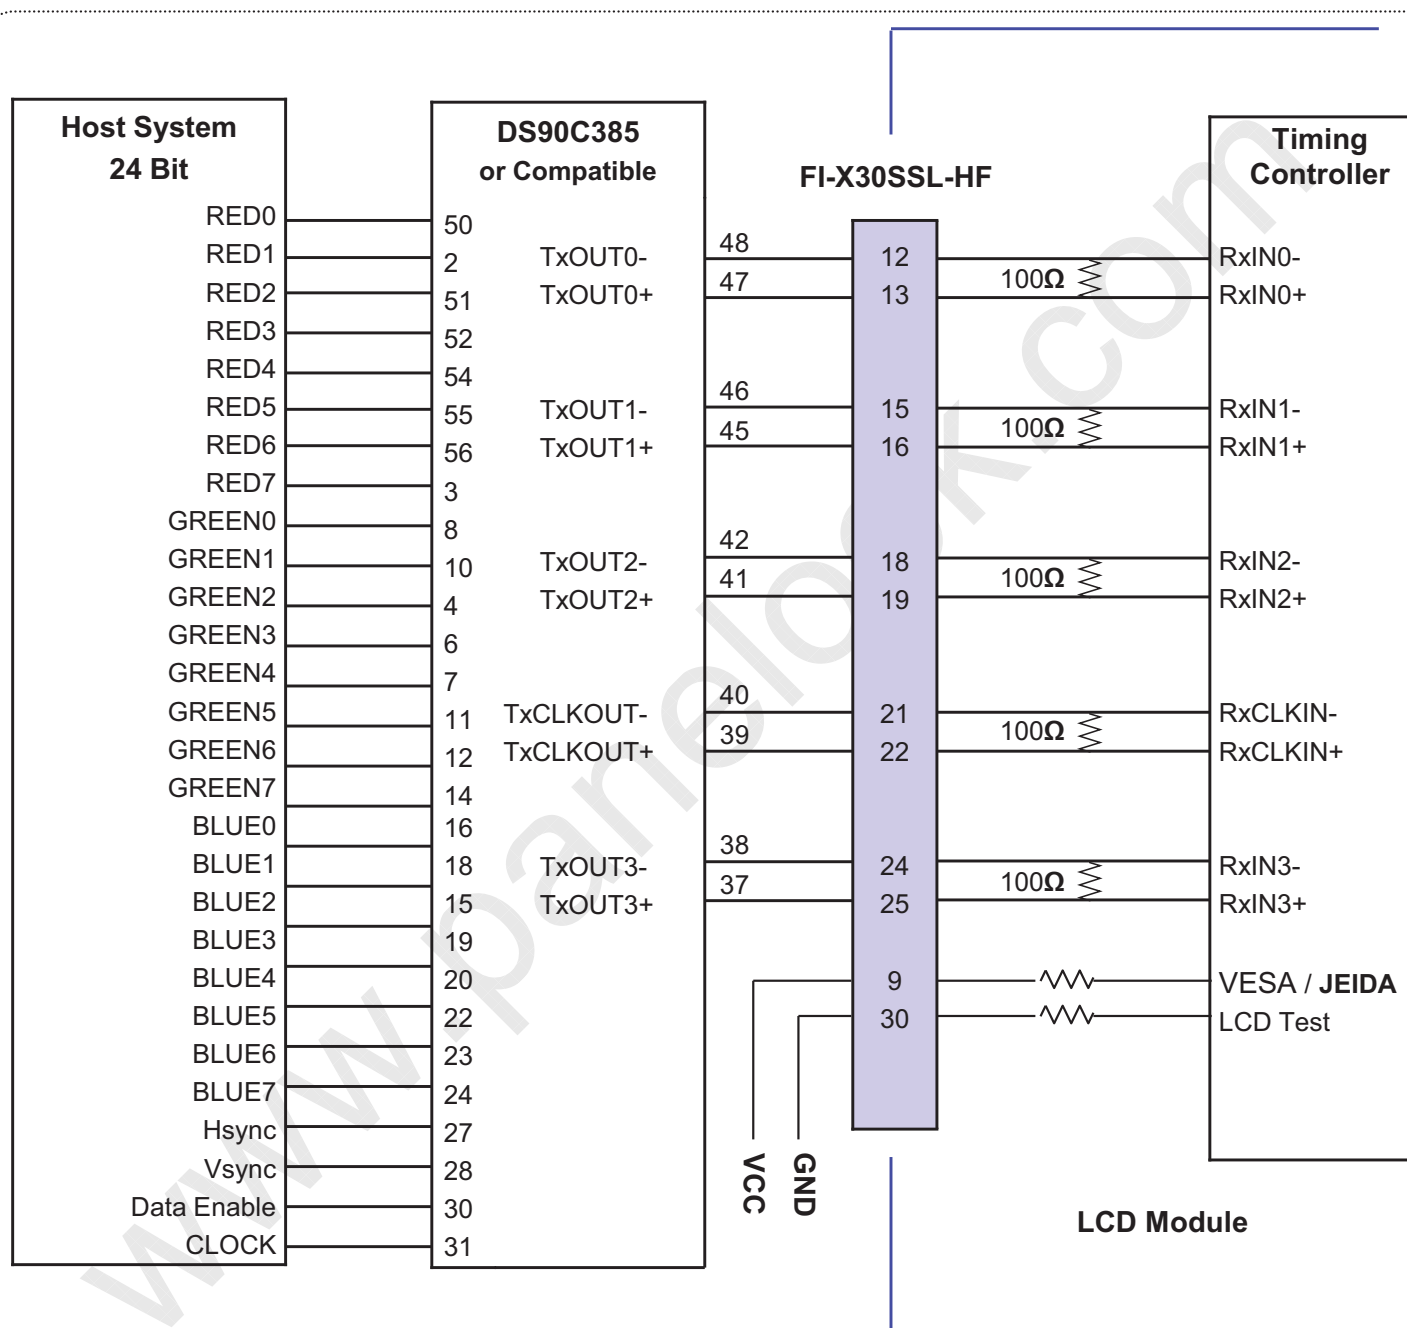 Host System
24 Bit
RED0
RED1
RED2
RED3
RED4
RED5
RED6
RED7
GREEN0
GREEN1
GREEN2
GREEN3
GREEN4
GREEN5
GREEN6
GREEN7
BLUE0
BLUE1
BLUE2
BLUE3
BLUE4
BLUE5
BLUE6
BLUE7
Hsync
Vsync
Data Enable
CLOCK
DS90C385
or Compatible
50
2
51
52
54
55
56
3
8
10
4
6
7
11
12
14
16
18
15
19
20
22
23
24
27
28
30
31
TxOUT0-
TxOUT0+
TxOUT1-
TxOUT1+
TxOUT2-
TxOUT2+
TxCLKOUT-
TxCLKOUT+
TxOUT3-
TxOUT3+
48
47
46
45
42
41
40
39
38
37
FI-X30SSL-HF
12
13
15
16
18
19
21
22
24
25
9
30
VCC
GND
100Ω
100Ω
100Ω
100Ω
100Ω
Timing
Controller
RxIN0-
RxIN0+
RxIN1-
RxIN1+
RxIN2-
RxIN2+
RxCLKIN-
RxCLKIN+
RxIN3-
RxIN3+
VESA / JEIDA
LCD Test
LCD Module
www.panelook.com